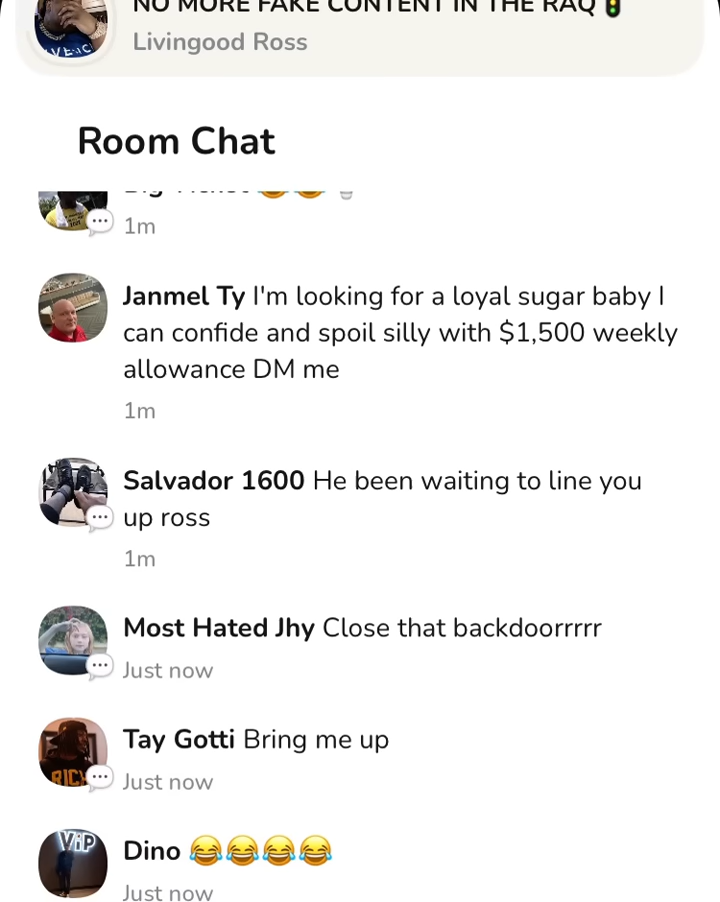 NO MORE FAKE CONTENT IN THE RAQ 🚦
Livingood Ross
Room Chat
1m
Janmel Ty I'm looking for a loyal sugar baby I
can confide and spoil silly with $1,500 weekly
allowance DM me
1m
Salvador 1600 He been waiting to line you
up ross
1m
Most Hated Jhy Close that backdoorrrrr
Just now
Tay Gotti Bring me up
Just now
ViP
Dino 😂😂😂😂
Just now